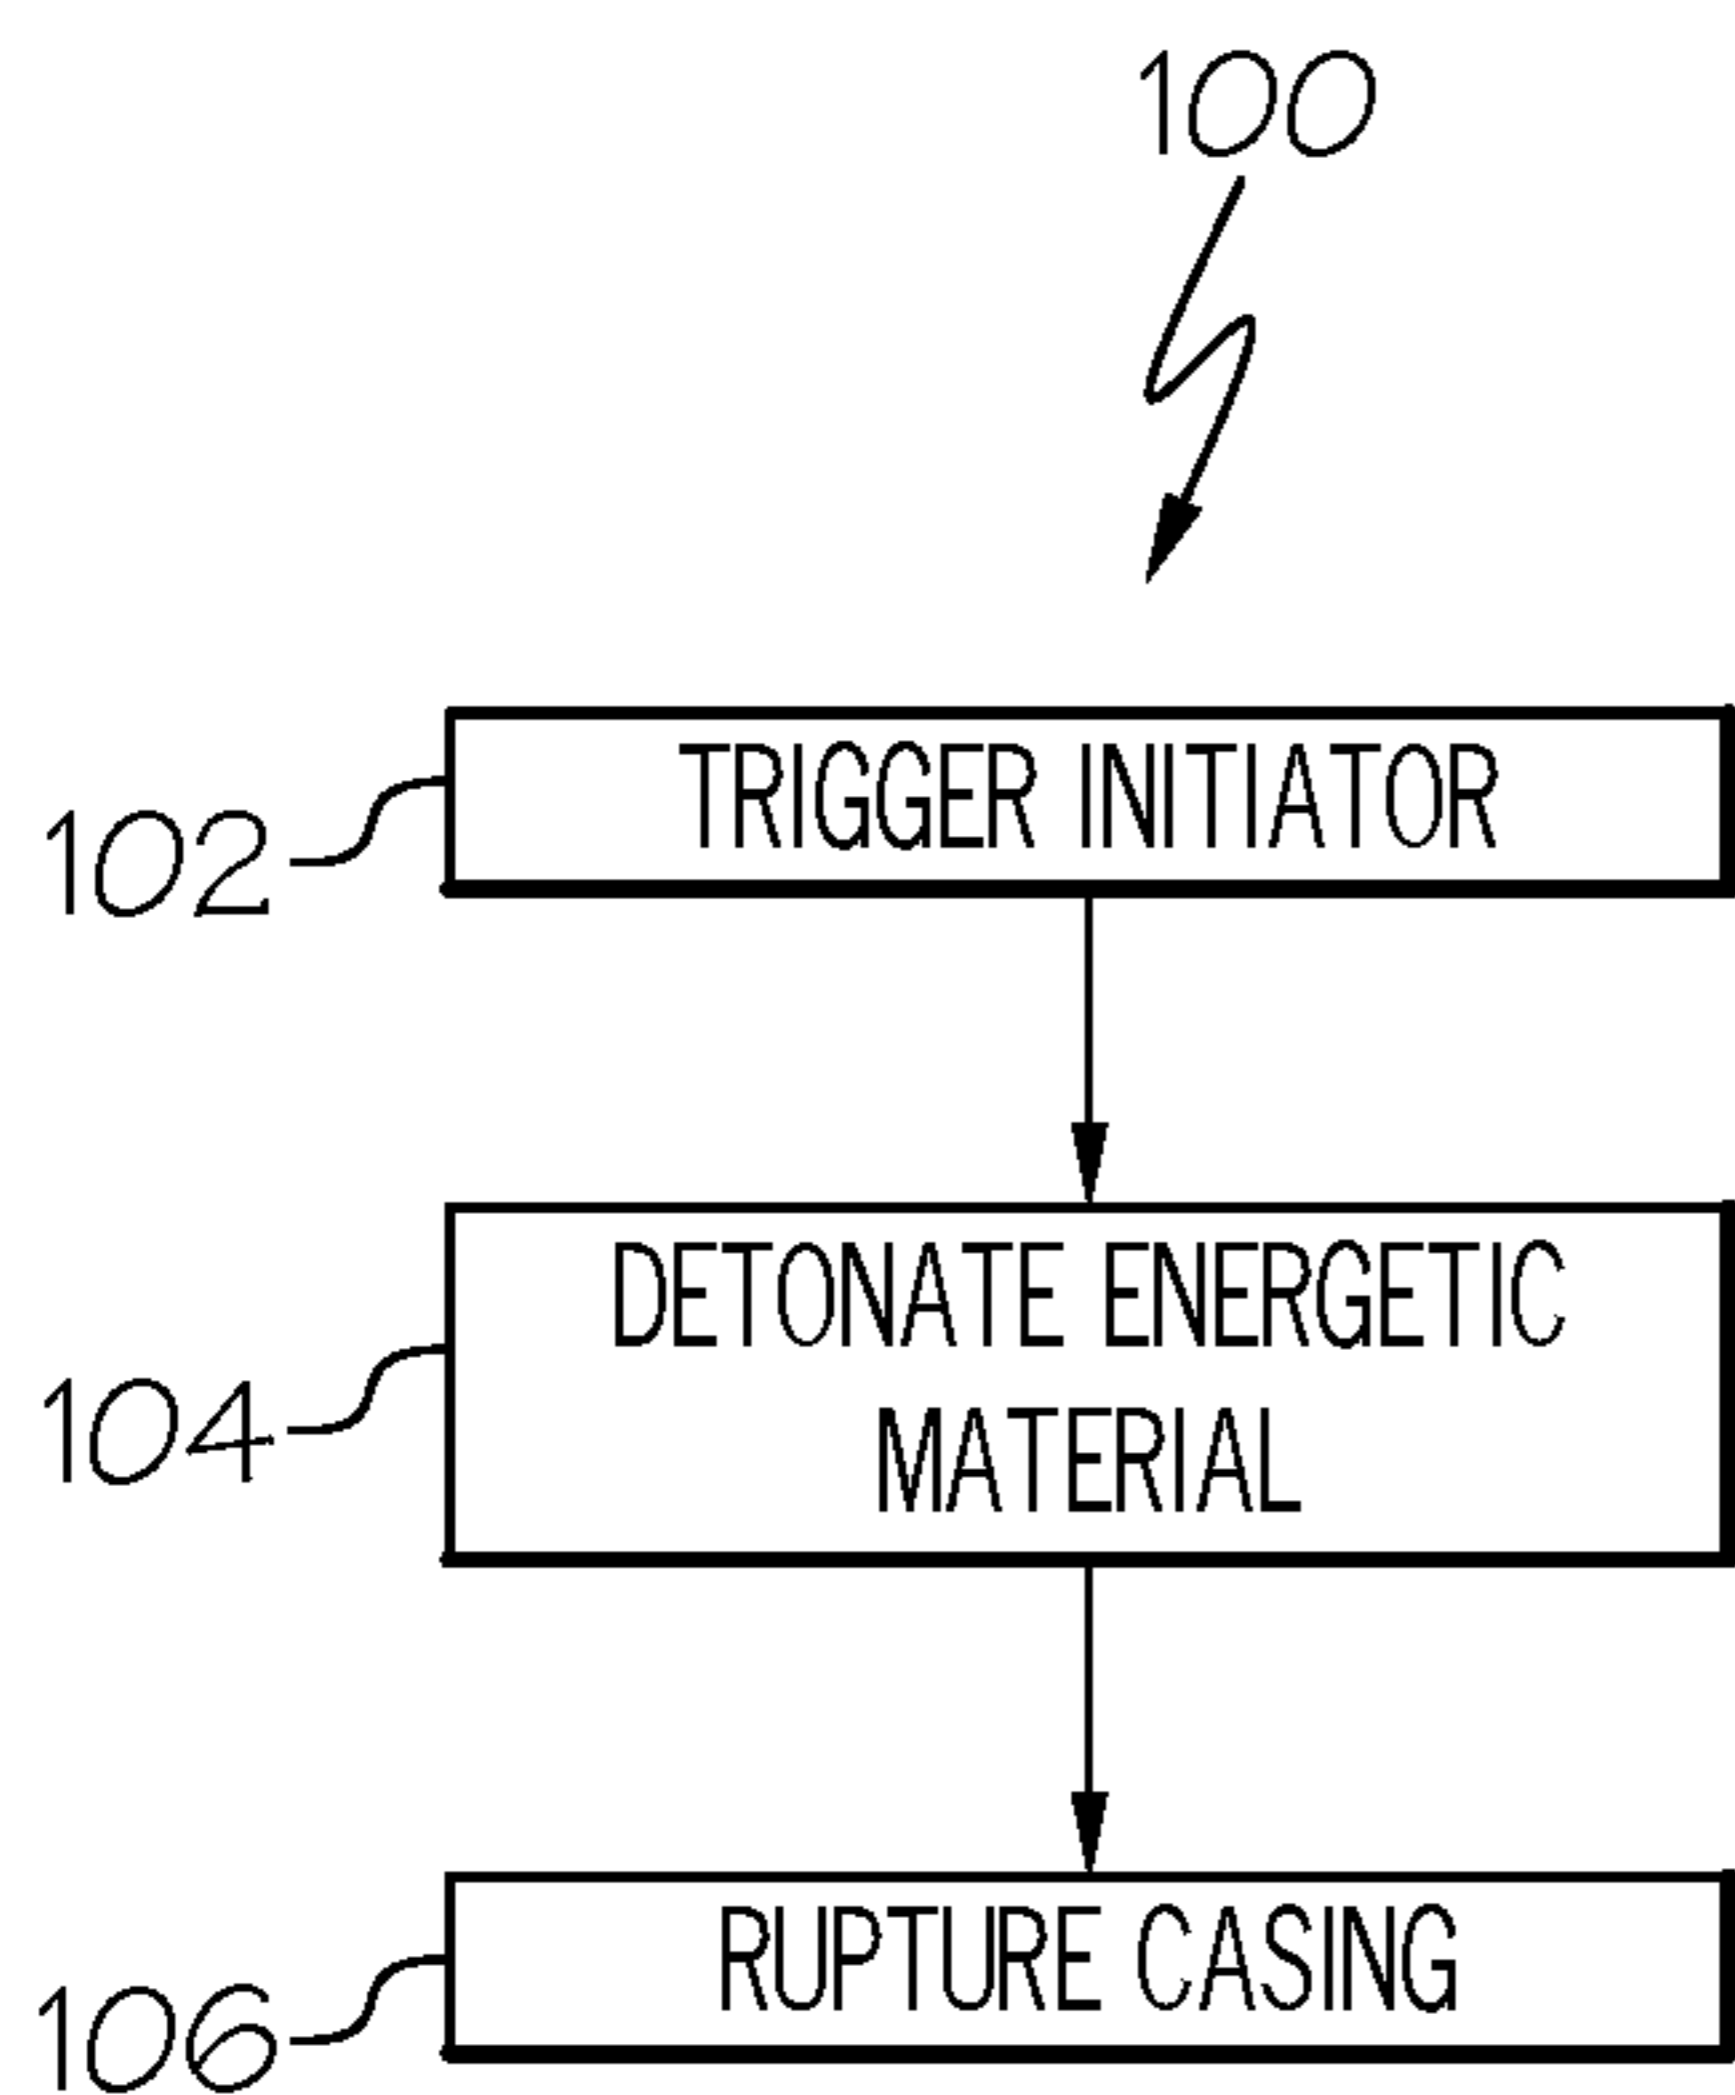 100
TRIGGER INITIATOR
102
DETONATE ENERGETIC
MATERIAL
104
RUPTURE CASING
106